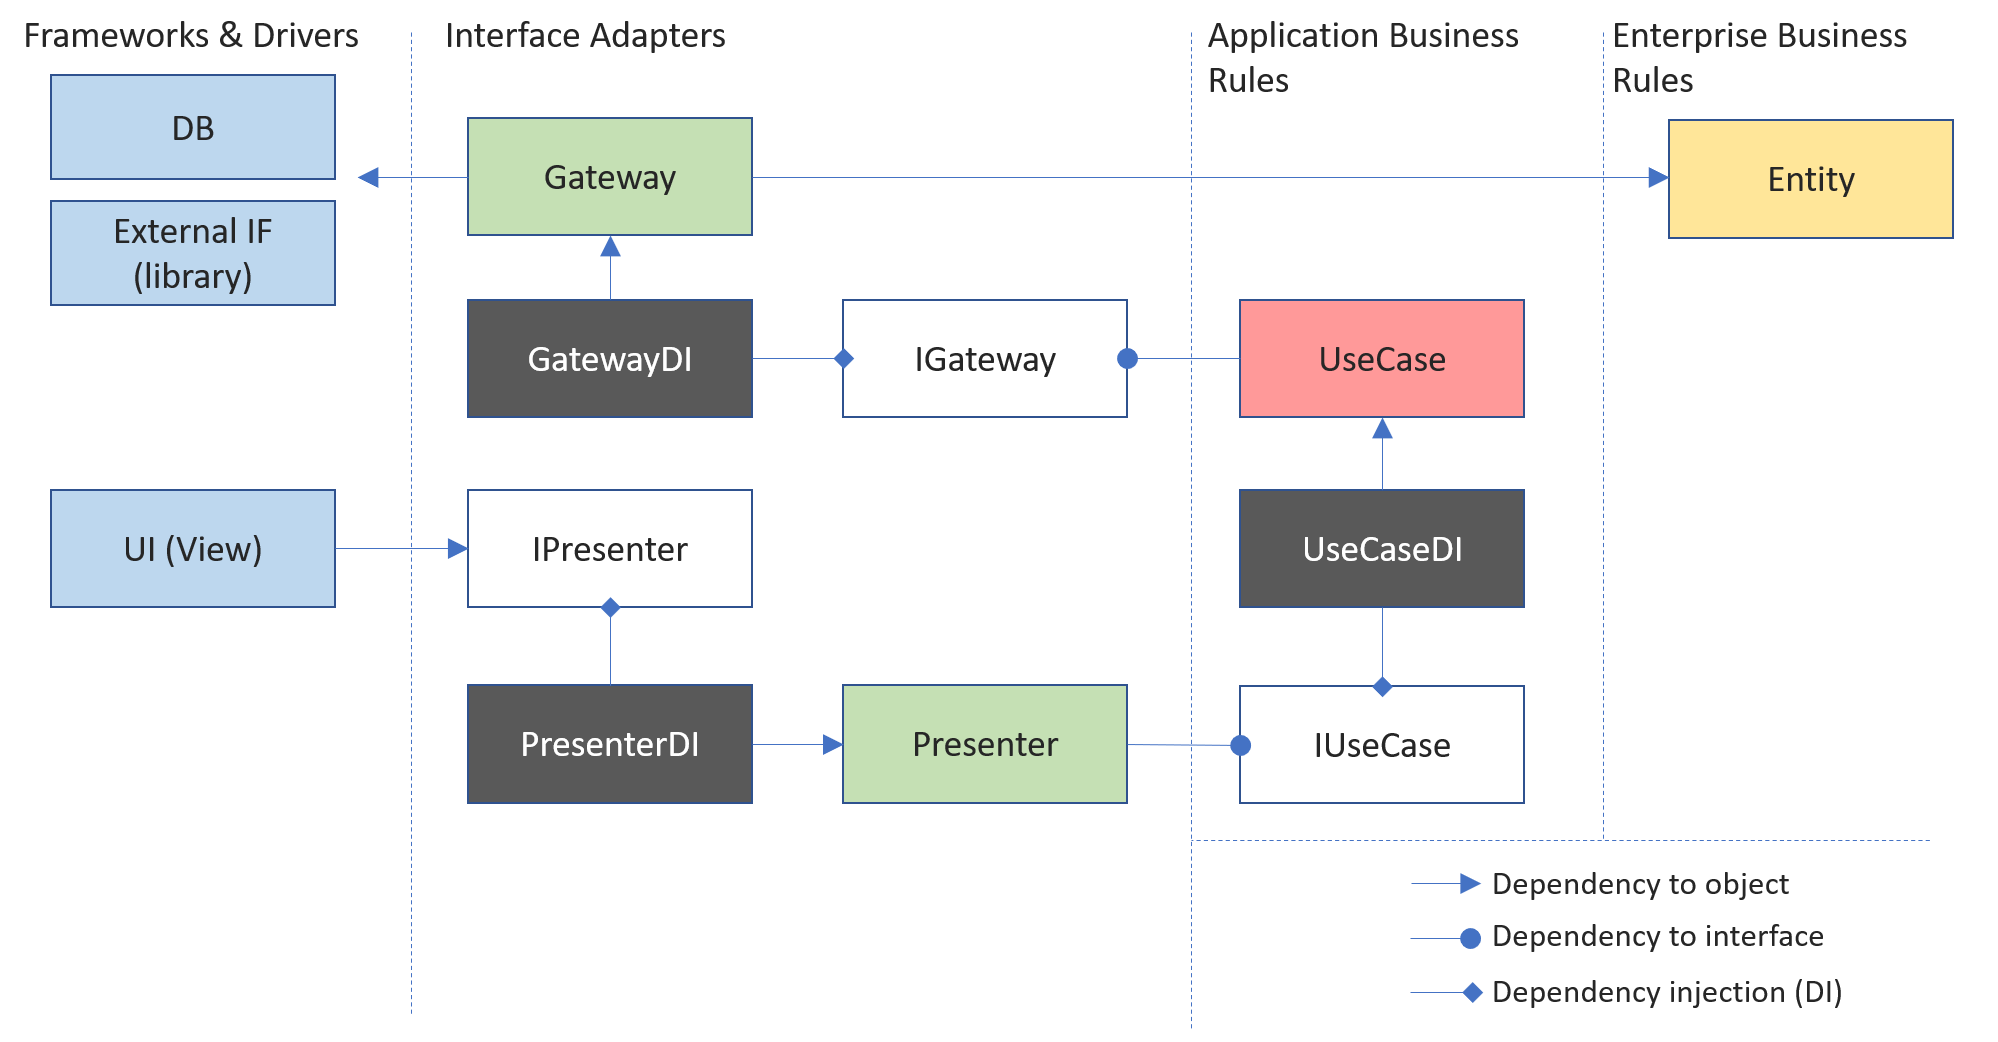 Frameworks & Drivers
Interface Adapters
Application Business
Rules
Enterprise Business
Rules
DB
Gateway
Entity
External IF
(library)
GatewayDI
IGateway
UseCase
UI (View)
IPresenter
UseCaseDI
PresenterDI
Presenter
IUseCase
Dependency to object
Dependency to interface
Dependency injection (DI)